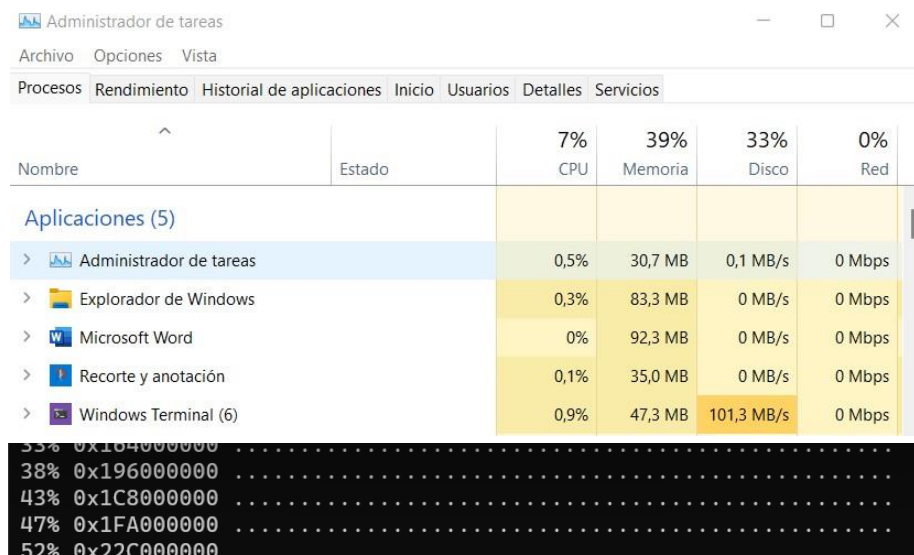 Administrador de tareas
Archivo Opciones Vista
Procesos Rendimiento Historial de aplicaciones Inicio Usuarios Detalles Servicios
7% 39% 33% 0%
Nombre Estado CPU Memoria Disco Red
Aplicaciones (5)
Administrador de tareas 0,5% 30,7 MB 0,1 MB/s 0 Mbps
Explorador de Windows 0,3% 83,3 MB 0 MB/s 0 Mbps
Microsoft Word 0% 92,3 MB 0 MB/s 0 Mbps
Recorte y anotación 0,1% 35,0 MB 0 MB/s 0 Mbps
Windows Terminal (6) 0,9% 47,3 MB 101,3 MB/s 0 Mbps
33% 0x164000000 ..................................................
38% 0x196000000 ..................................................
43% 0x1C8000000 ..................................................
47% 0x1FA000000 ..................................................
52% 0x22C000000